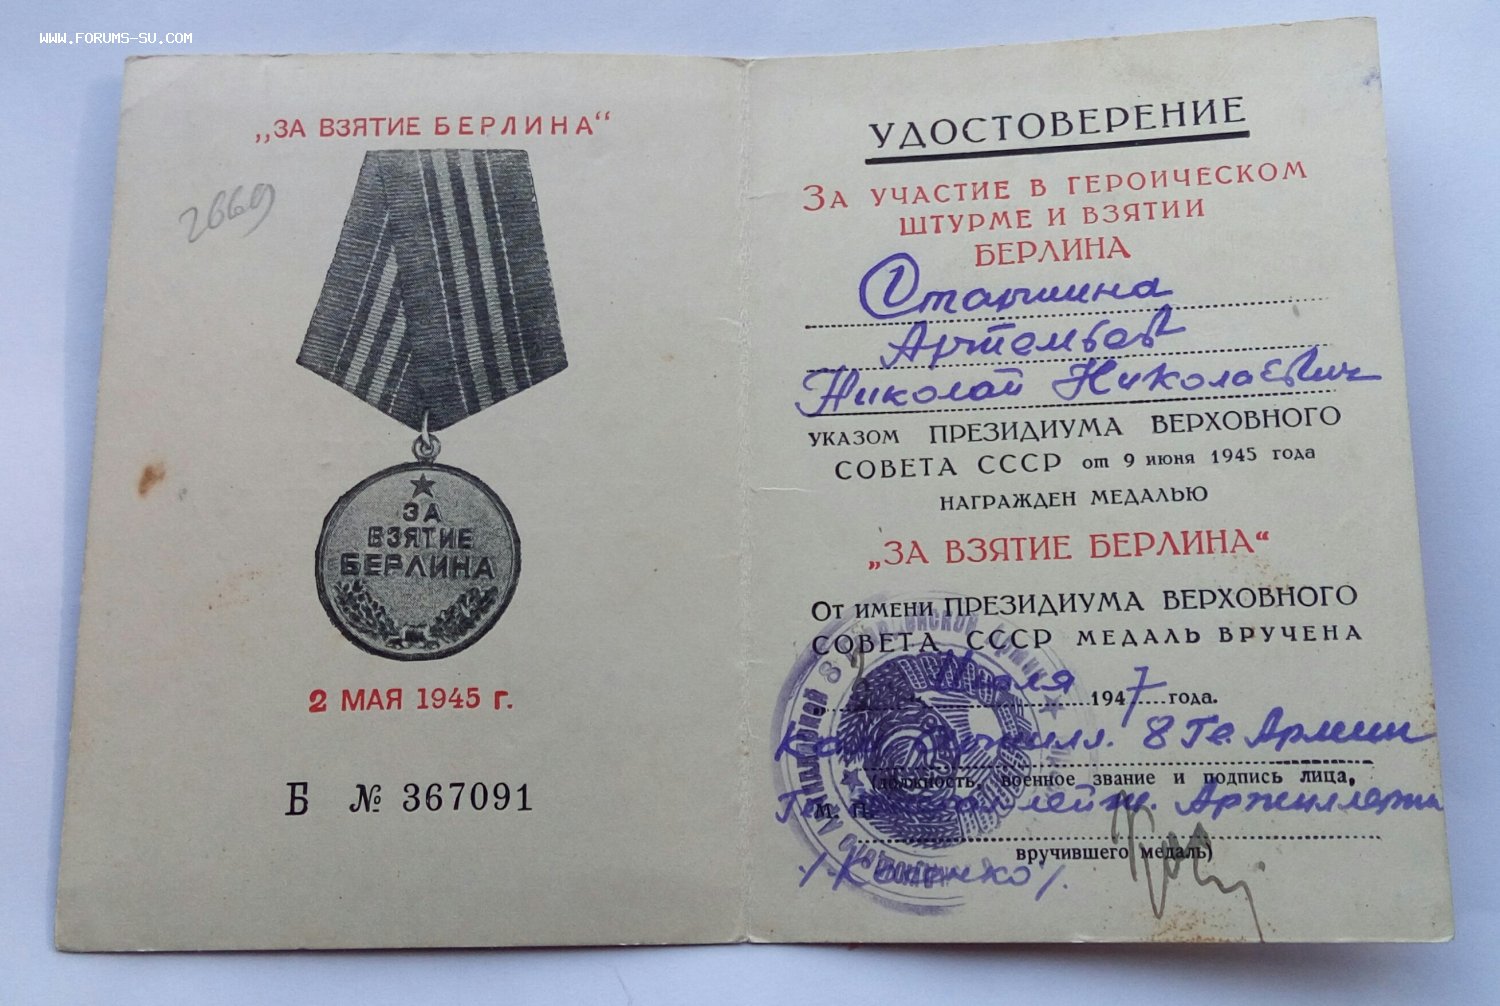 WWW.FORUMS-SU.COM
„ЗА ВЗЯТИЕ БЕРЛИНА“
2669
ЗА
ВЗЯТИЕ
БЕРЛИНА
2 МАЯ 1945 г.
Б № 367091
УДОСТОВЕРЕНИЕ
ЗА УЧАСТИЕ В ГЕРОИЧЕСКОМ
ШТУРМЕ И ВЗЯТИИ
БЕРЛИНА
Старшина
Артемьев
Николай Николаевич
УКАЗОМ ПРЕЗИДИУМА ВЕРХОВНОГО
СОВЕТА СССР от 9 июня 1945 года
НАГРАЖДЕН МЕДАЛЬЮ
„ЗА ВЗЯТИЕ БЕРЛИНА“
ОТ ИМЕНИ ПРЕЗИДИУМА ВЕРХОВНОГО
СОВЕТА СССР МЕДАЛЬ ВРУЧЕНА
Июля 1947 года.
Ком 8 Гв. Армии
(должность, военное звание и подпись лица,
М. П. лейт. Артиллерии
вручившего медаль)